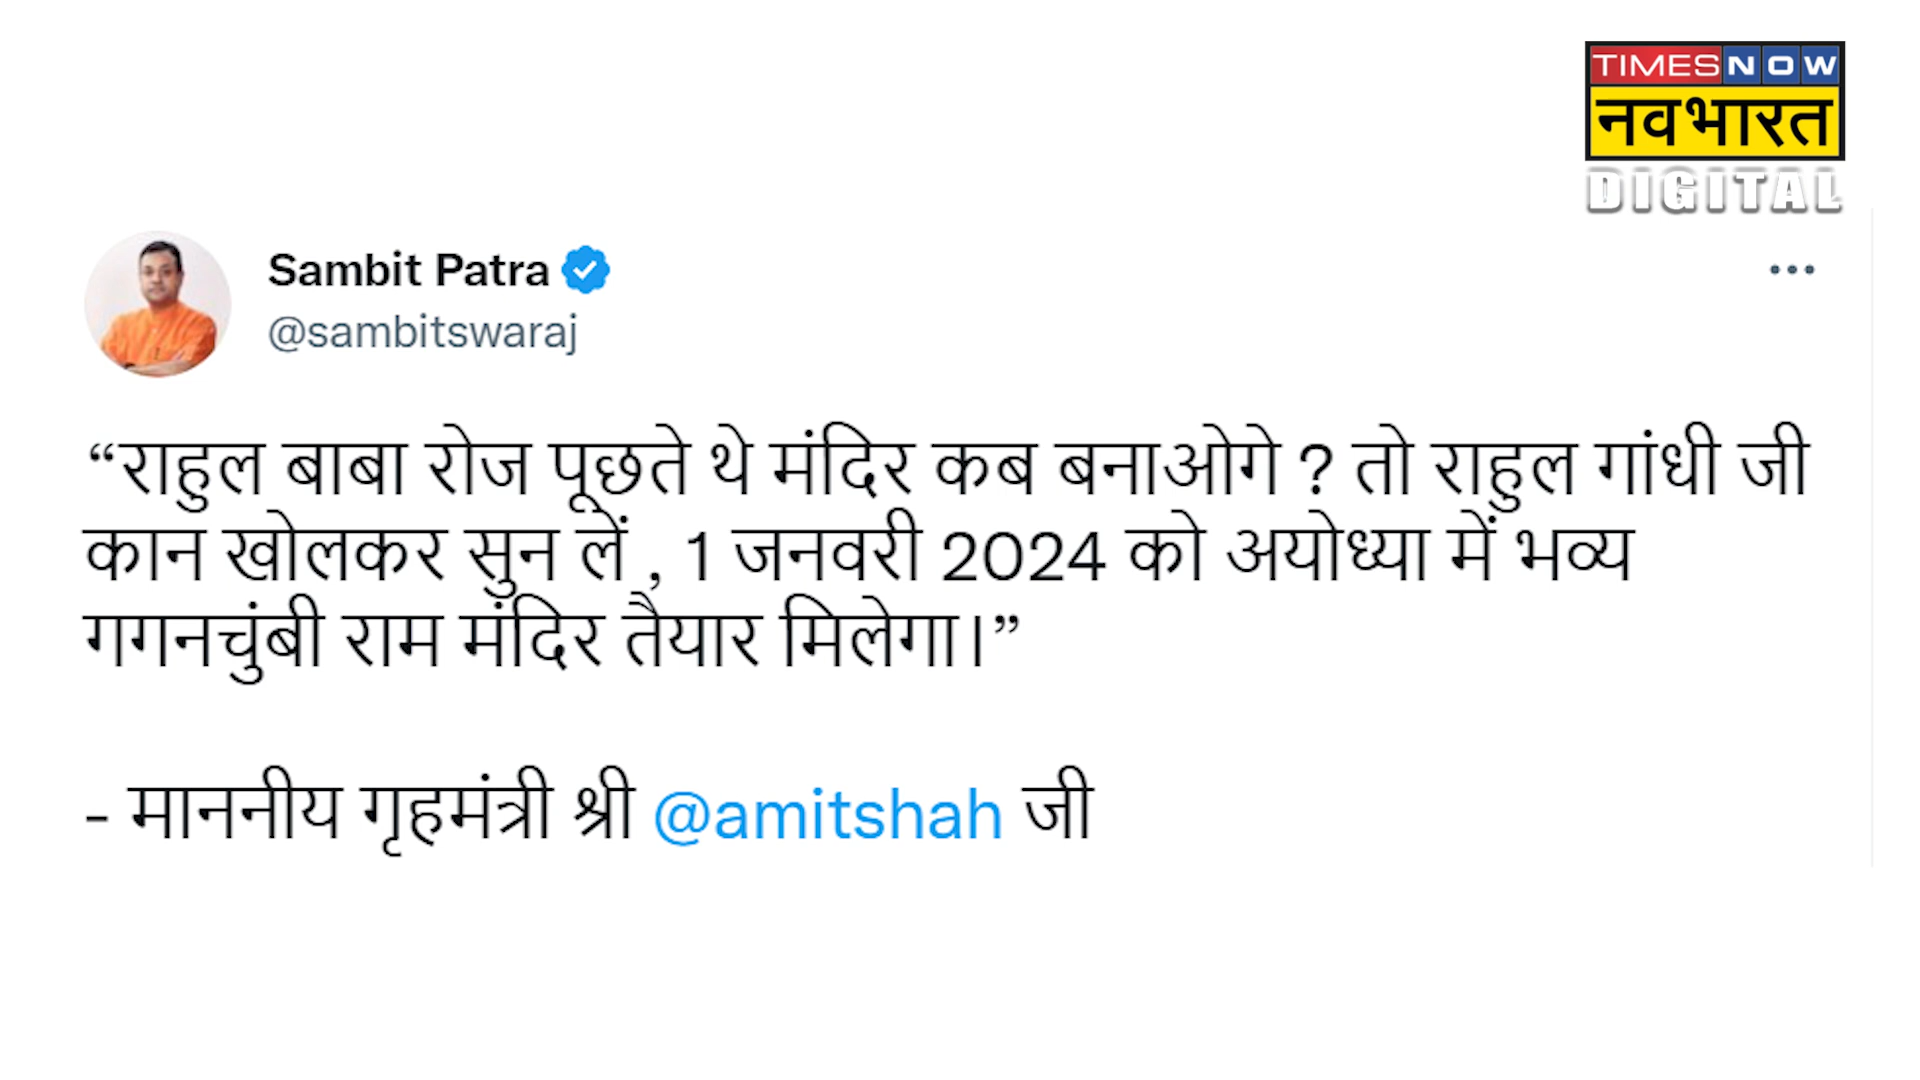 TIMES NOW
नवभारत
DIGITAL
Sambit Patra
@sambitswaraj
“राहुल बाबा रोज पूछते थे मंदिर कब बनाओगे ? तो राहुल गांधी जी
कान खोलकर सुन लें , 1 जनवरी 2024 को अयोध्या में भव्य
गगनचुंबी राम मंदिर तैयार मिलेगा।”
- माननीय गृहमंत्री श्री @amitshah जी